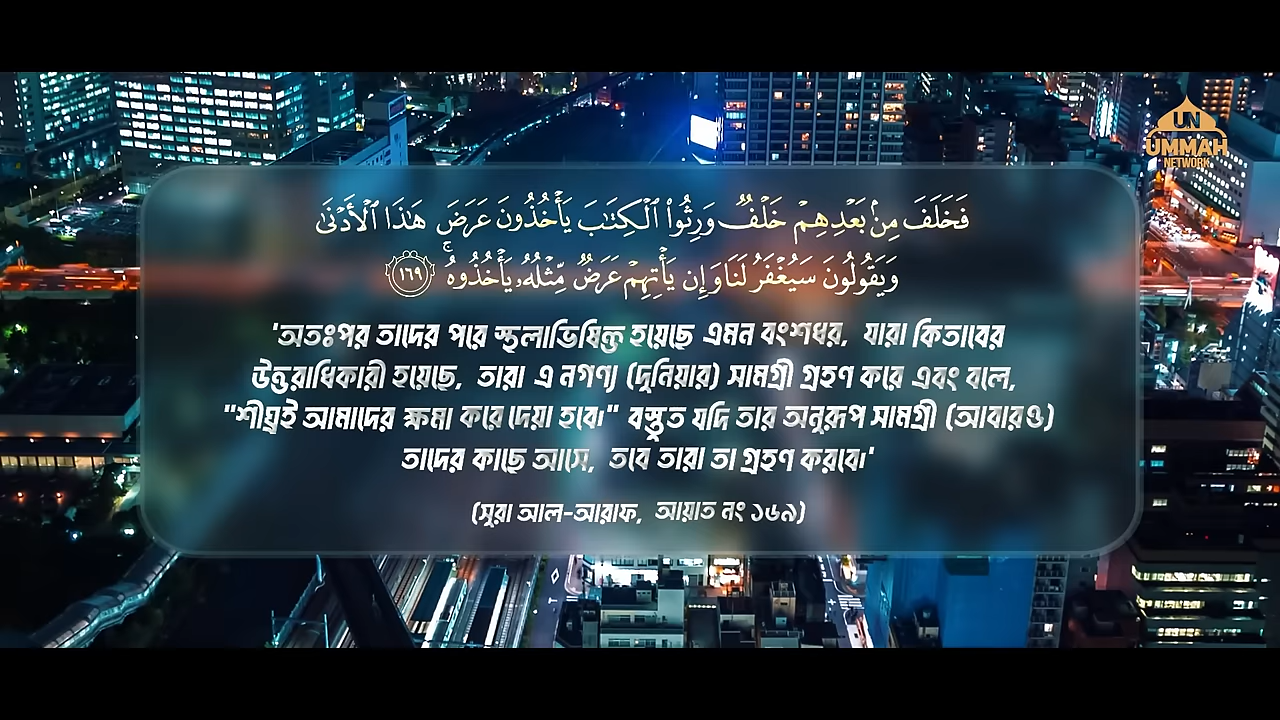 UN
UMMAH
NETWORK
فَخَلَفَ مِنۢ بَعْدِهِمْ خَلْفٌ وَرِثُوا۟ ٱلْكِتَـٰبَ يَأْخُذُونَ عَرَضَ هَـٰذَا ٱلْأَدْنَىٰ
وَيَقُولُونَ سَيُغْفَرُ لَنَا وَإِن يَأْتِهِمْ عَرَضٌ مِّثْلُهُۥ يَأْخُذُوهُ ۚ ١٦٩
'অতঃপর তাদের পরে স্থলাভিষিক্ত হয়েছে এমন বংশধর, যারা কিতাবের
উত্তরাধিকারী হয়েছে, তারা এ নগণ্য (দুনিয়ার) সামগ্রী গ্রহণ করে এবং বলে,
"শীঘ্রই আমাদের ক্ষমা করে দেয়া হবে।" বস্তুত যদি তার অনুরূপ সামগ্রী (আবারও)
তাদের কাছে আসে, তবে তারা তা গ্রহণ করবে।'
(সুরা আল-আরাফ, আয়াত নং ১৬৯)